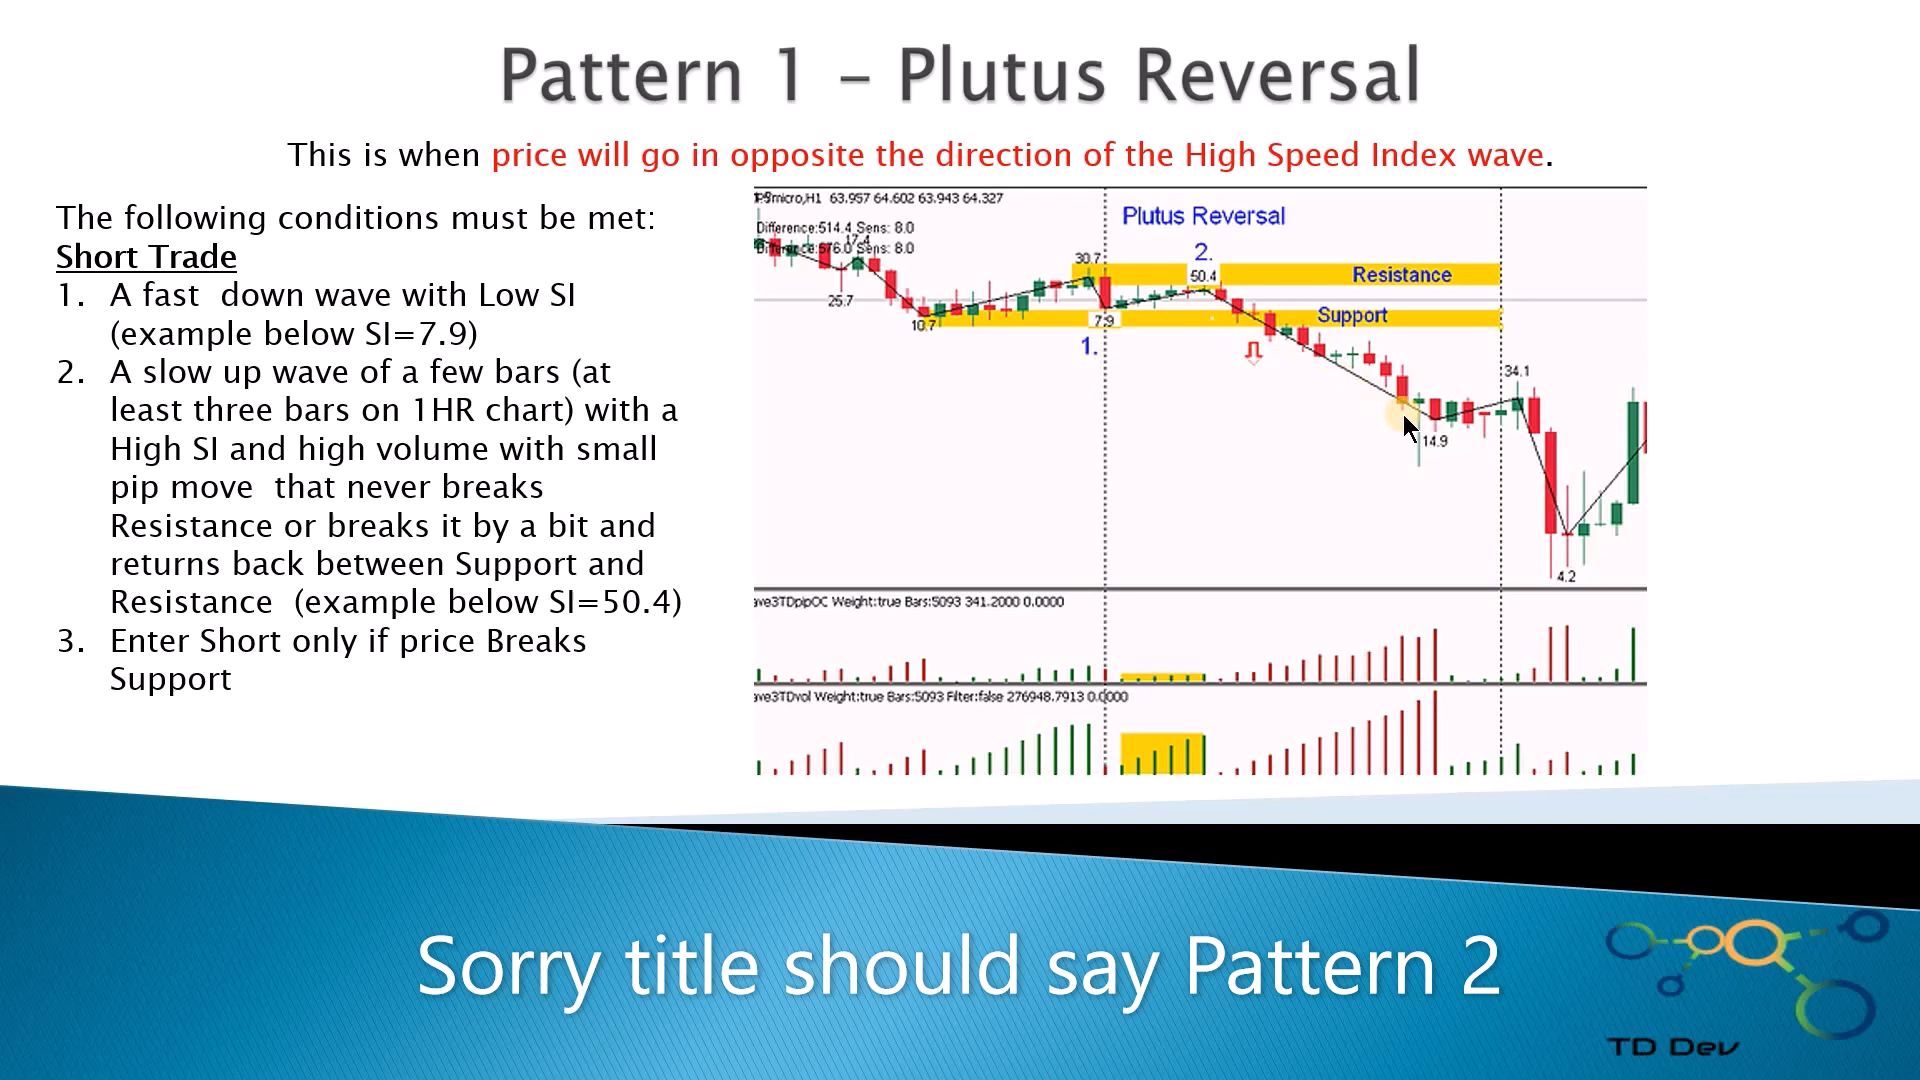 Pattern 1 – Plutus Reversal
This is when price will go in opposite the direction of the High Speed Index wave.
The following conditions must be met:
Short Trade
1. A fast  down wave with Low SI
(example below SI=7.9)
2. A slow up wave of a few bars (at
least three bars on 1HR chart) with a
High SI and high volume with small
pip move  that never breaks
Resistance or breaks it by a bit and
returns back between Support and
Resistance  (example below SI=50.4)
3. Enter Short only if price Breaks
Support
micro,H1 63.957 64.602 63.943 64.327
Plutus Reversal
Difference:514.4 Sens: 8.0
17.4
Sens: 8.0
2.
30.7
50.4
Resistance
25.7
10.7
7.9
Support
1.
34.1
14.9
4.2
ave3TDpipOC Weight:true Bars:5093 341.2000 0.0000
ave3TDvol Weight:true Bars:5093 Filter:false 276948.7913 0.0000
Sorry title should say Pattern 2
TD Dev